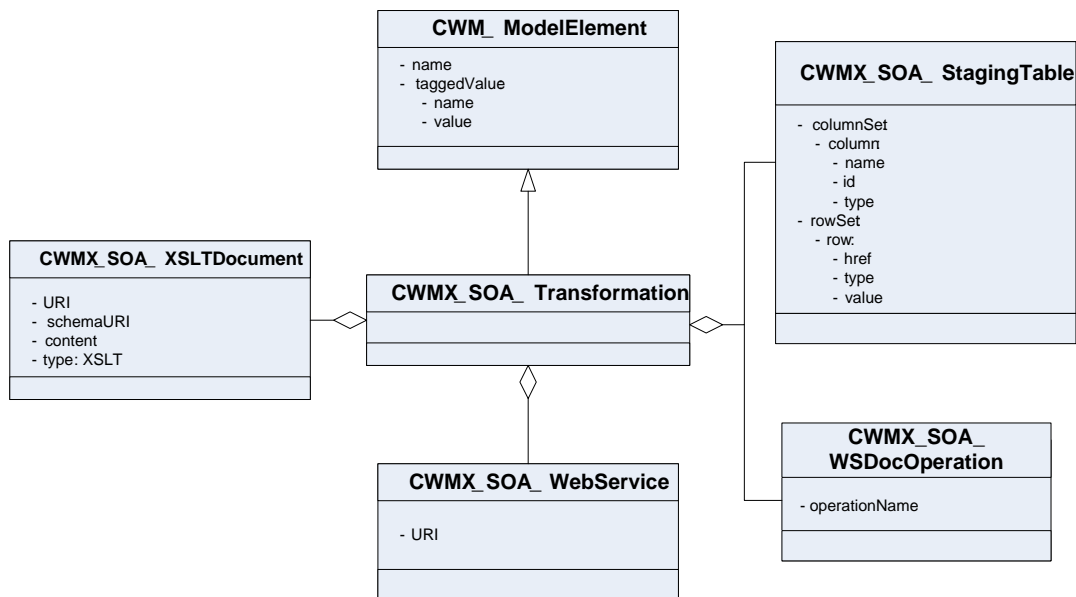 CWM_ ModelElement
- name
- taggedValue
- name
- value
CWMX_SOA_ StagingTable
- columnSet:
- column:
- name
- id
- type
- rowSet
- row:
- href
- type
- value
CWMX_SOA_ XSLTDocument
- URI
- schemaURI
- content
- type: XSLT
CWMX_SOA_ Transformation
CWMX_SOA_ WebService
- URI
CWMX_SOA_
WSDocOperation
- operationName